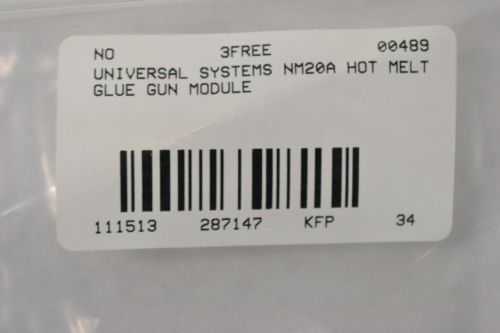 NO 3FREE 00489
UNIVERSAL SYSTEMS NM20A HOT MELT
GLUE GUN MODULE
111513 287147 KFP 34